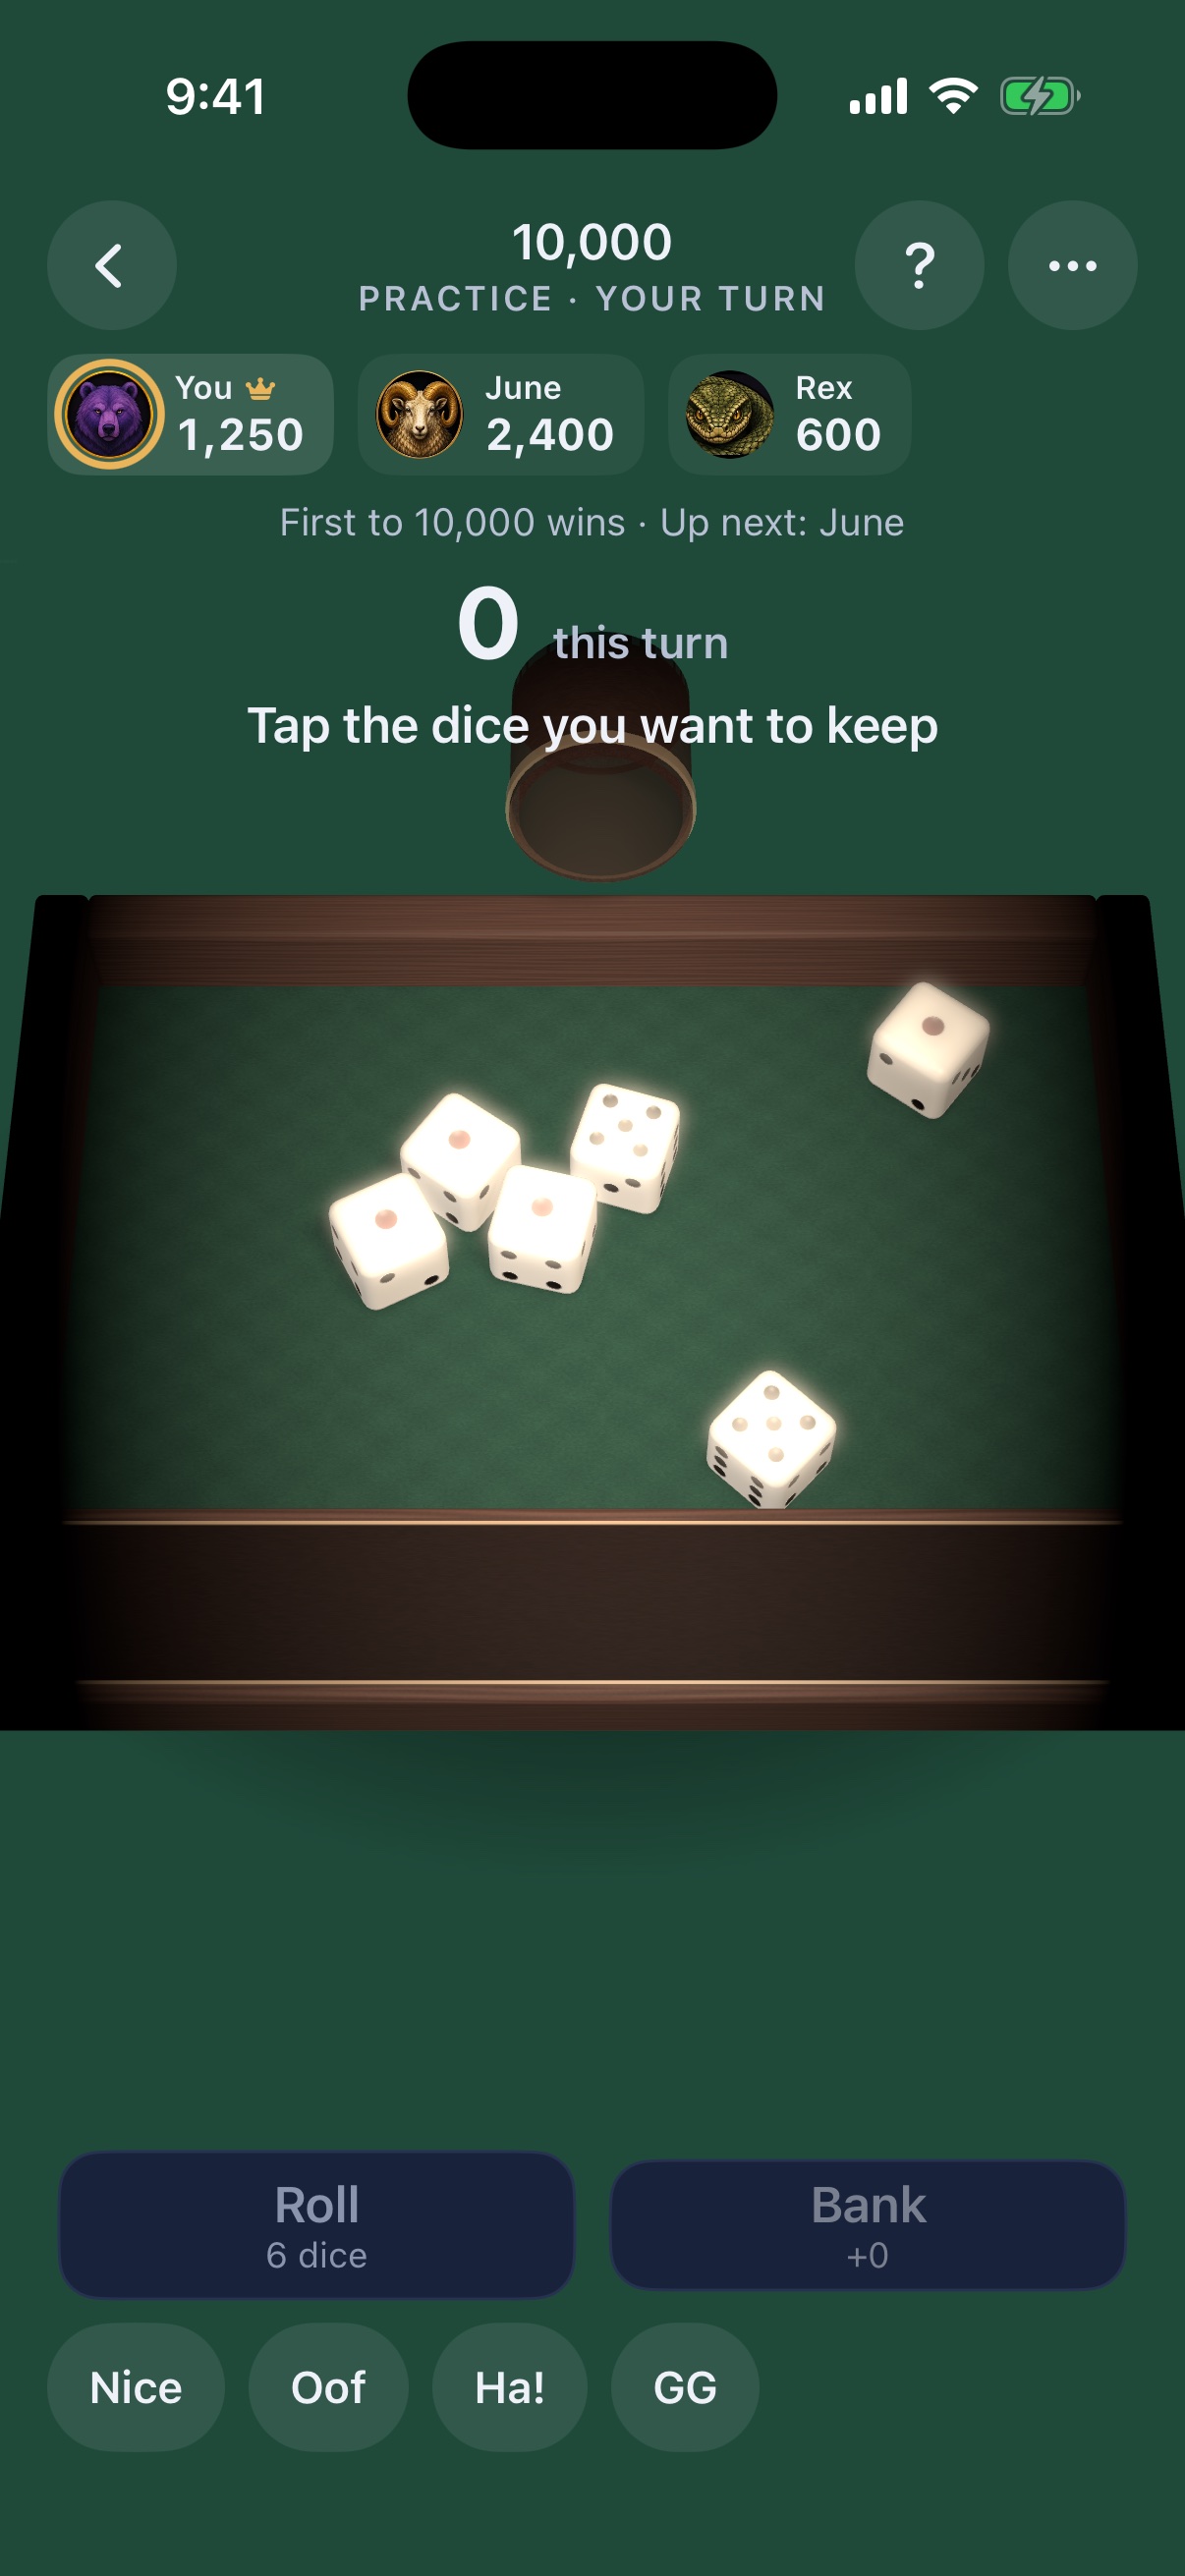 9:41
10,000
PRACTICE · YOUR TURN
?
You
1,250
June
2,400
Rex
600
First to 10,000 wins · Up next: June
0 this turn
Tap the dice you want to keep
Roll
6 dice
Bank
+0
Nice
Oof
Ha!
GG